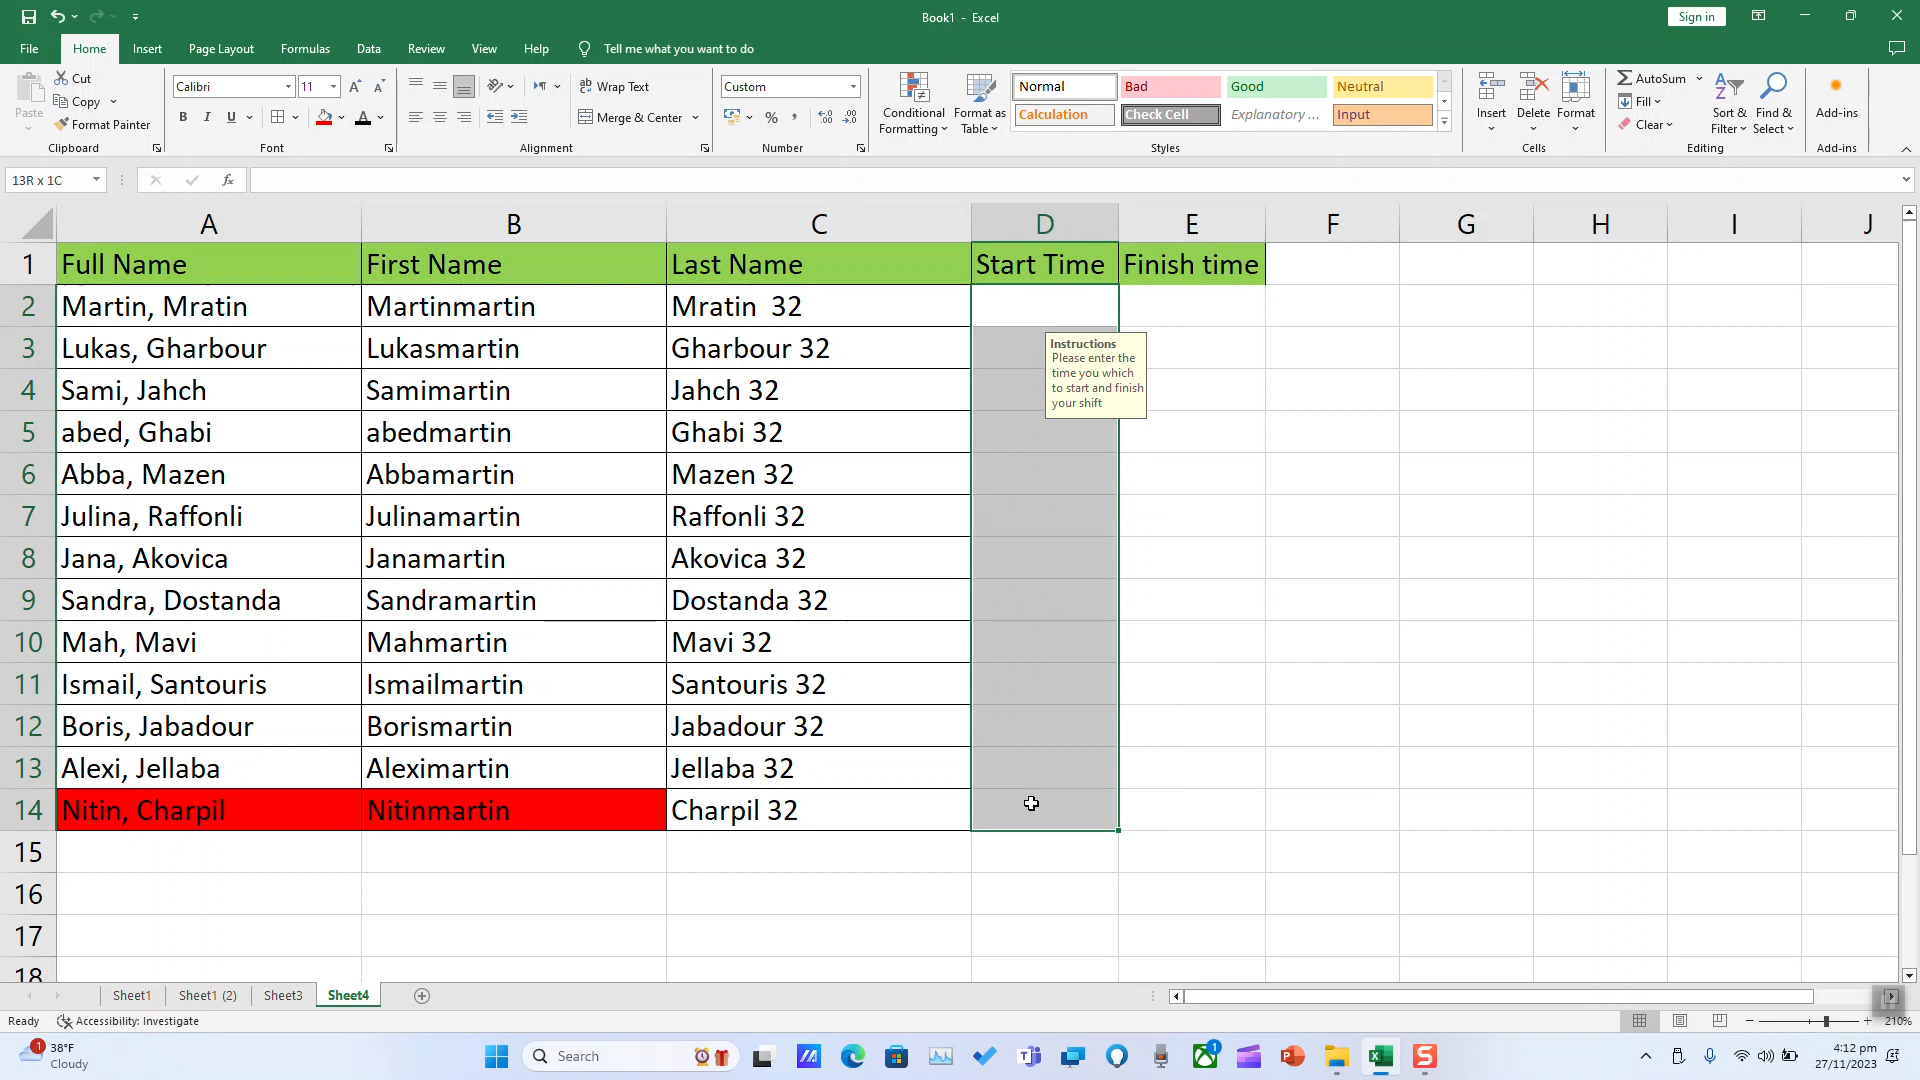 Book1 - Excel
Sign in
File Home Insert Page Layout Formulas Data Review View Help Tell me what you want to do
Paste
Cut
Copy
Format Painter
Clipboard
Calibri 11
B I U
Font
Wrap Text
Merge & Center
Alignment
Custom
Number
Conditional Formatting
Format as Table
Normal Bad Good Neutral
Calculation Check Cell Explanatory ... Input
Styles
Insert Delete Format
Cells
AutoSum
Fill
Clear
Sort & Filter
Find & Select
Editing
Add-ins
Add-ins
13R x 1C
fx
A B C D E F G H I J
1 Full Name First Name Last Name Start Time Finish time
2 Martin, Mratin Martinmartin Mratin  32
3 Lukas, Gharbour Lukasmartin Gharbour 32
4 Sami, Jahch Samimartin Jahch 32
5 abed, Ghabi abedmartin Ghabi 32
6 Abba, Mazen Abbamartin Mazen 32
7 Julina, Raffonli Julinamartin Raffonli 32
8 Jana, Akovica Janamartin Akovica 32
9 Sandra, Dostanda Sandramartin Dostanda 32
10 Mah, Mavi Mahmartin Mavi 32
11 Ismail, Santouris Ismailmartin Santouris 32
12 Boris, Jabadour Borismartin Jabadour 32
13 Alexi, Jellaba Aleximartin Jellaba 32
14 Nitin, Charpil Nitinmartin Charpil 32
15
16
17
18
Instructions
Please enter the
time you which
to start and finish
your shift
Sheet1 Sheet1 (2) Sheet3 Sheet4
Ready Accessibility: Investigate
210%
1
38°F
Cloudy
Search
1
4:12 pm
27/11/2023